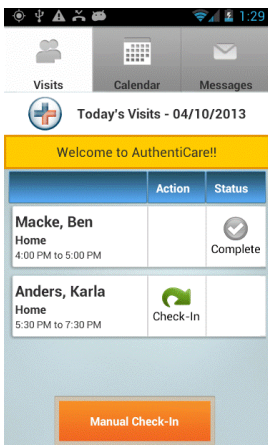 1:29
Visits
Calendar
Messages
Today's Visits - 04/10/2013
Welcome to AuthentiCare!!
Action
Status
Macke, Ben
Home
4:00 PM to 5:00 PM
Complete
Anders, Karla
Home
5:30 PM to 7:30 PM
Check-In
Manual Check-In